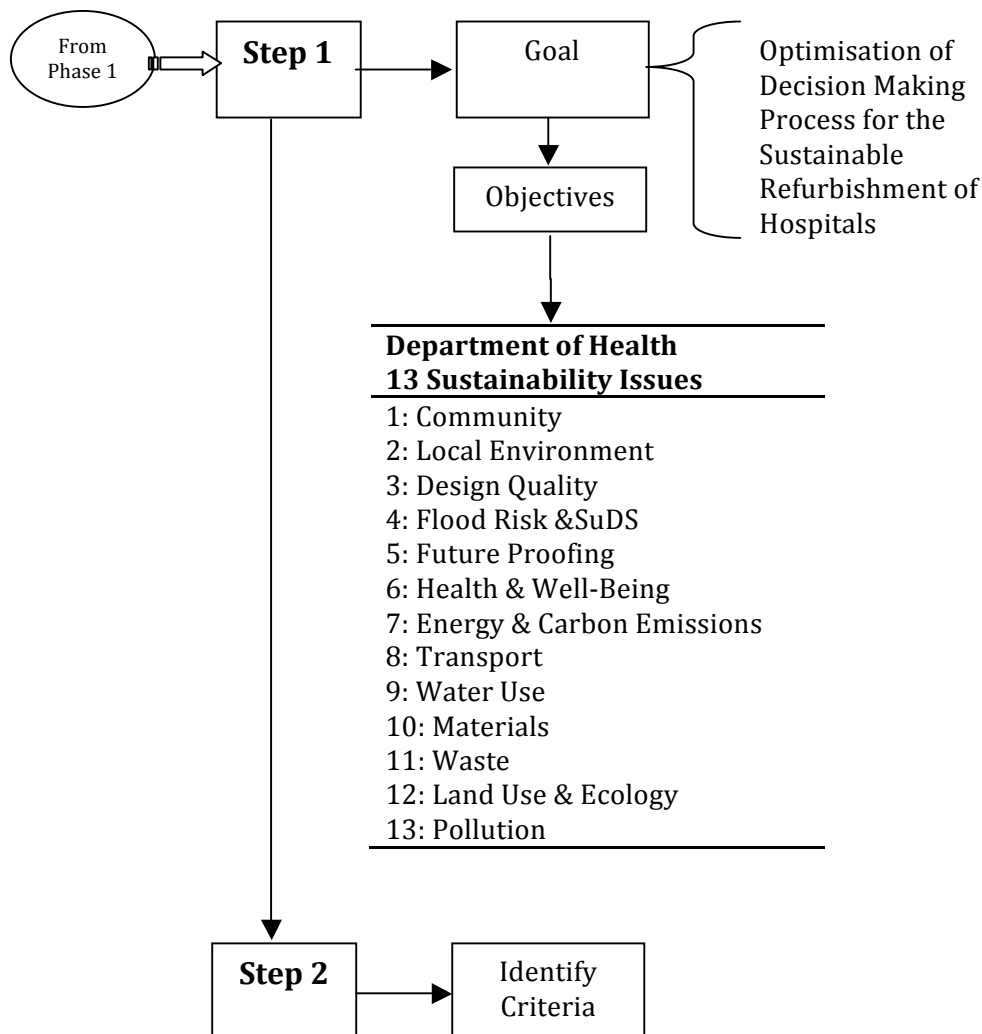 From
Phase 1
Step 1
Goal
Optimisation of
Decision Making
Process for the
Sustainable
Refurbishment of
Hospitals
Objectives
Department of Health
13 Sustainability Issues
1: Community
2: Local Environment
3: Design Quality
4: Flood Risk &SuDS
5: Future Proofing
6: Health & Well-Being
7: Energy & Carbon Emissions
8: Transport
9: Water Use
10: Materials
11: Waste
12: Land Use & Ecology
13: Pollution
Step 2
Identify
Criteria